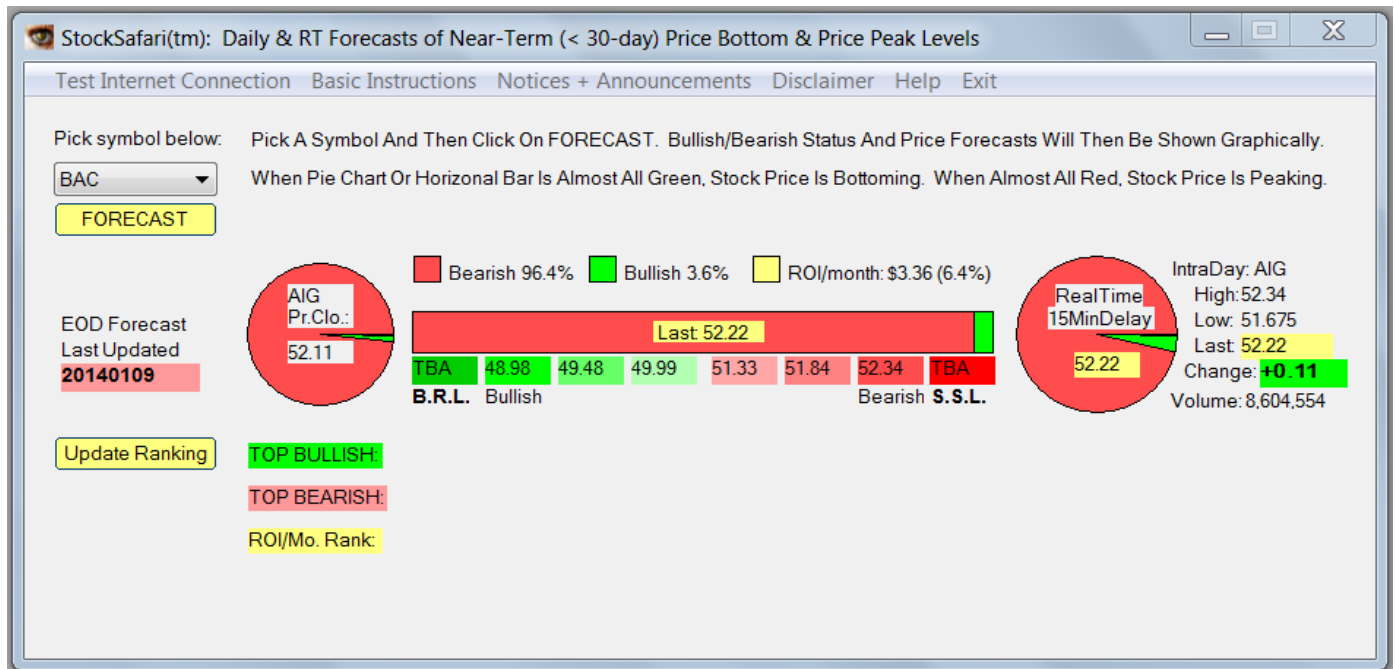 StockSafari(tm): Daily & RT Forecasts of Near-Term (< 30-day) Price Bottom & Price Peak Levels
Test Internet Connection Basic Instructions Notices + Announcements Disclaimer Help Exit
Pick symbol below:
Pick A Symbol And Then Click On FORECAST. Bullish/Bearish Status And Price Forecasts Will Then Be Shown Graphically.
BAC
When Pie Chart Or Horizonal Bar Is Almost All Green, Stock Price Is Bottoming. When Almost All Red, Stock Price Is Peaking.
FORECAST
EOD Forecast
Last Updated
20140109
AIG
Pr.Clo.:
52.11
Bearish 96.4% Bullish 3.6% ROI/month: $3.36 (6.4%)
Last: 52.22
TBA 48.98 49.48 49.99 51.33 51.84 52.34 TBA
B.R.L. Bullish Bearish S.S.L.
RealTime
15MinDelay
52.22
IntraDay: AIG
High: 52.34
Low: 51.675
Last: 52.22
Change: +0.11
Volume: 8,604,554
Update Ranking
TOP BULLISH:
TOP BEARISH:
ROI/Mo. Rank: